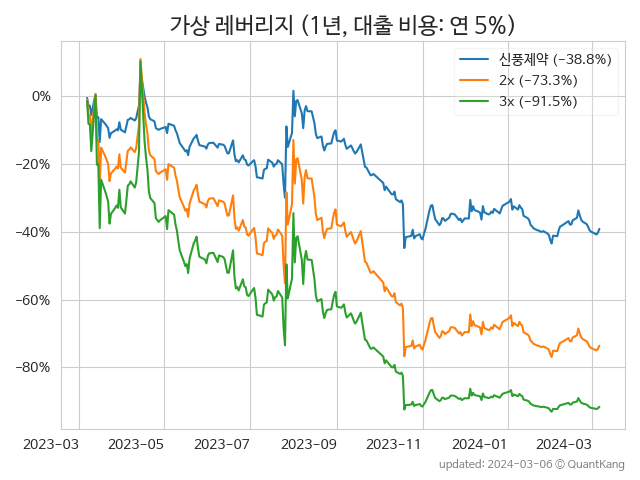 가상 레버리지 (1년, 대출 비용: 연 5%)
신풍제약 (−38.8%)
2x (−73.3%)
3x (−91.5%)
0%
−20%
−40%
−60%
−80%
2023-03 2023-05 2023-07 2023-09 2023-11 2024-01 2024-03
updated: 2024-03-06 © QuantKang